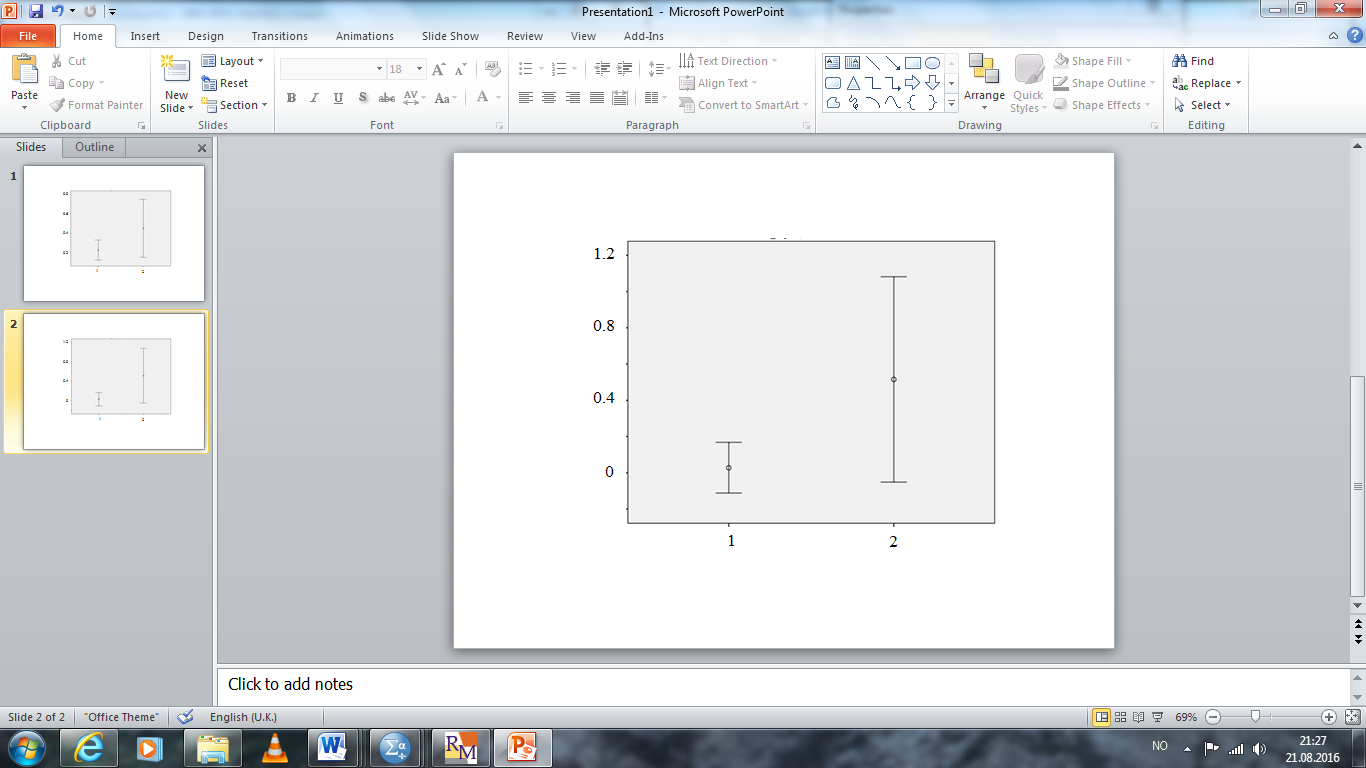 Presentation1 - Microsoft PowerPoint
File Home Insert Design Transitions Animations Slide Show Review View Add-Ins
Paste
Cut
Copy
Format Painter
Clipboard
New Slide
Layout
Reset
Section
Slides
18
B I U S abc AV Aa A
Font
Text Direction
Align Text
Convert to SmartArt
Paragraph
Arrange
Quick Styles
Shape Fill
Shape Outline
Shape Effects
Drawing
Find
Replace
Select
Editing
Slides Outline
1
2
1.2
0.8
0.4
0
1 2
Click to add notes
Slide 2 of 2 "Office Theme" English (U.K.) 69%
NO 21:27
21.08.2016